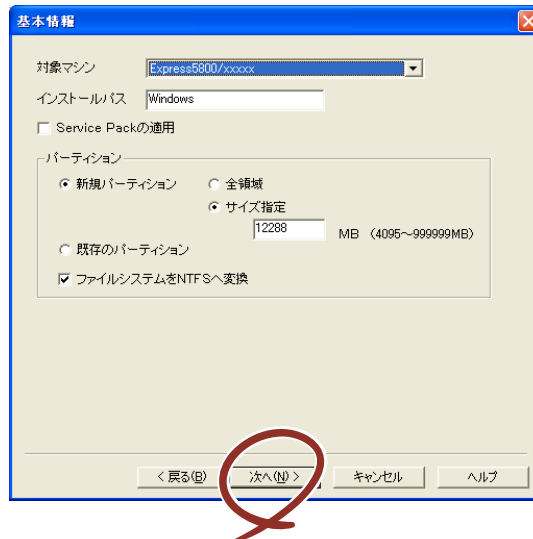 基本情報
対象マシン Express5800/xxxxx
インストールパス Windows
Service Packの適用
パーティション
新規パーティション 全領域
サイズ指定
12288 MB (4095～999999MB)
既存のパーティション
ファイルシステムをNTFSへ変換
< 戻る(B) 次へ(N) > キャンセル ヘルプ